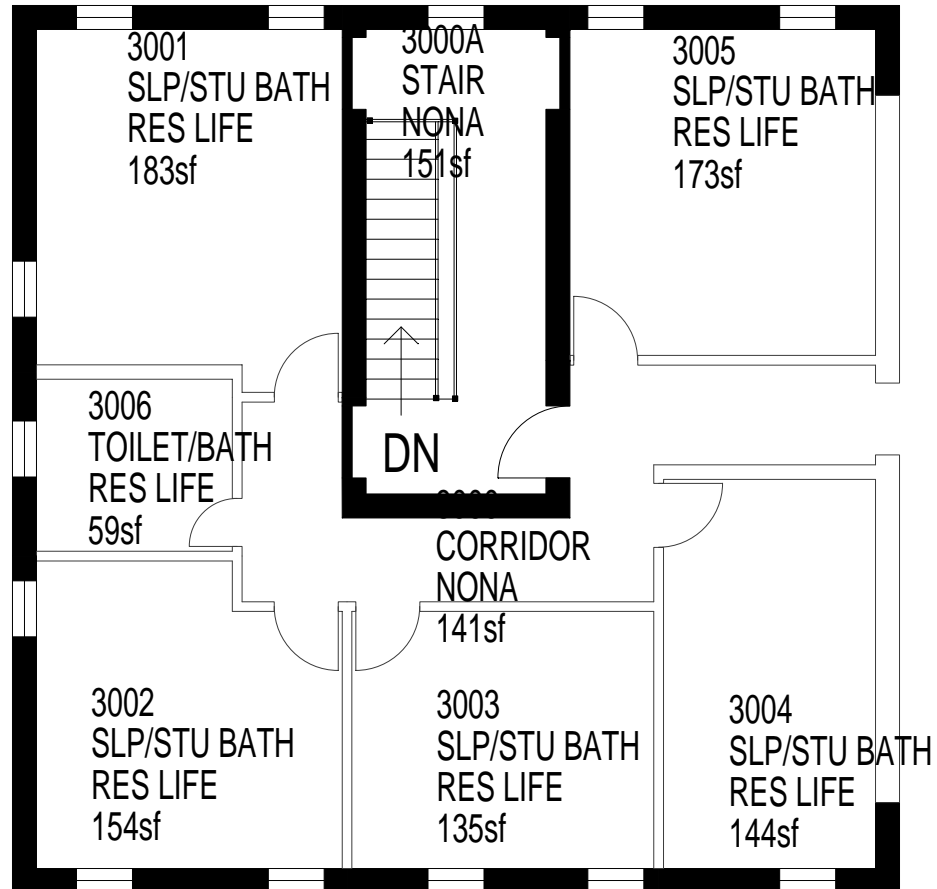 3001
SLP/STU BATH
RES LIFE
183sf
3000A
STAIR
NONA
151sf
3005
SLP/STU BATH
RES LIFE
173sf
3006
TOILET/BATH
RES LIFE
59sf
DN
CORRIDOR
NONA
141sf
3002
SLP/STU BATH
RES LIFE
154sf
3003
SLP/STU BATH
RES LIFE
135sf
3004
SLP/STU BATH
RES LIFE
144sf